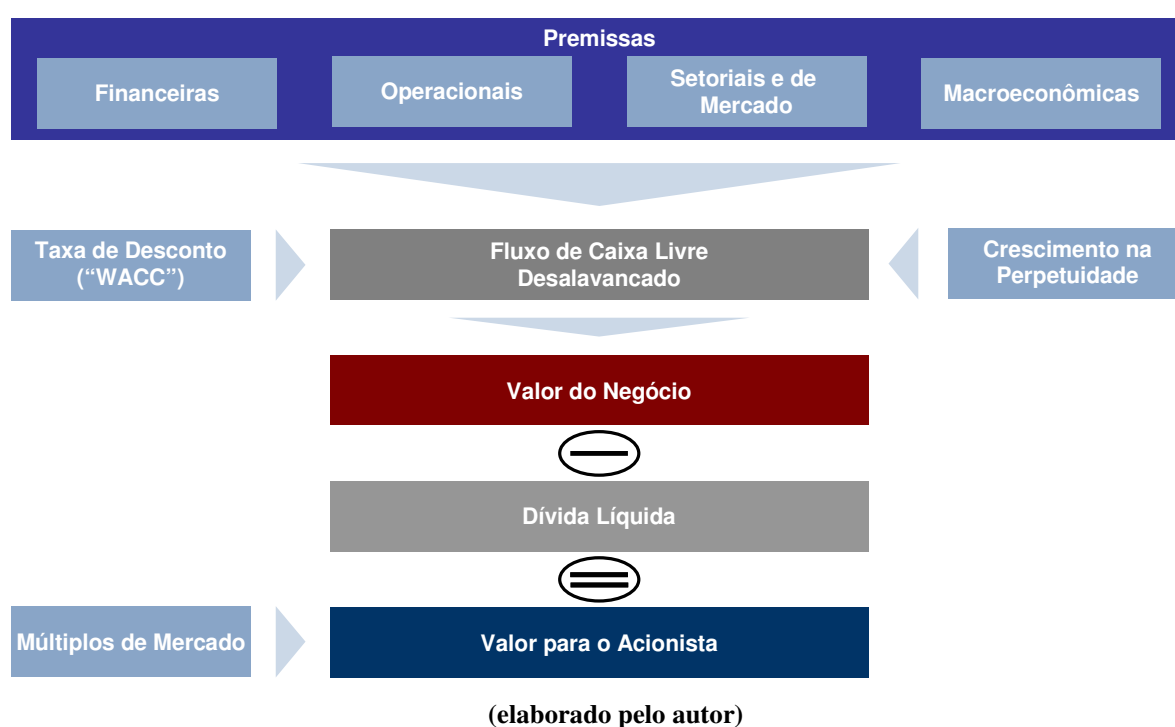 Premissas
Financeiras
Operacionais
Setoriais e de
Mercado
Macroeconômicas
Taxa de Desconto
(“WACC”)
Fluxo de Caixa Livre
Desalavancado
Crescimento na
Perpetuidade
Valor do Negócio
Dívida Líquida
Múltiplos de Mercado
Valor para o Acionista
(elaborado pelo autor)